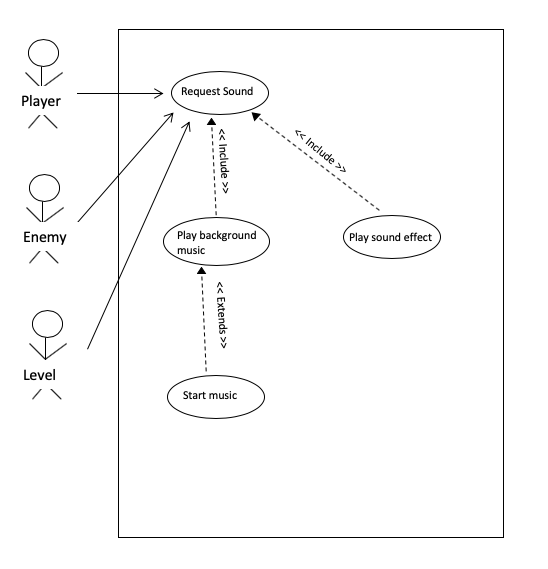 Player
Request Sound
<< Include >>
<< Include >>
Enemy
Play background
music
Play sound effect
<< Extends >>
Level
Start music